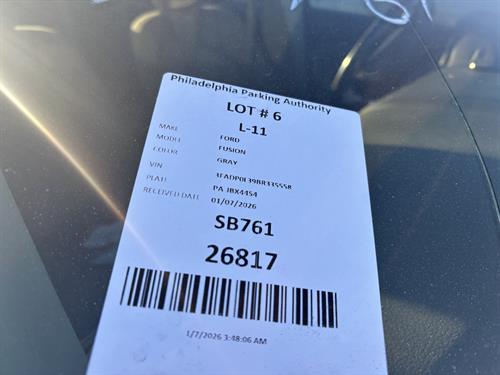 Philadelphia Parking Authority
LOT # 6
L-11
MAKE FORD
MODEL FUSION
COLOR GRAY
VIN
PLATE PA JBX4454
RECEIVED DATE 01/07/2026
SB761
26817
1/7/2026 3:48:06 AM